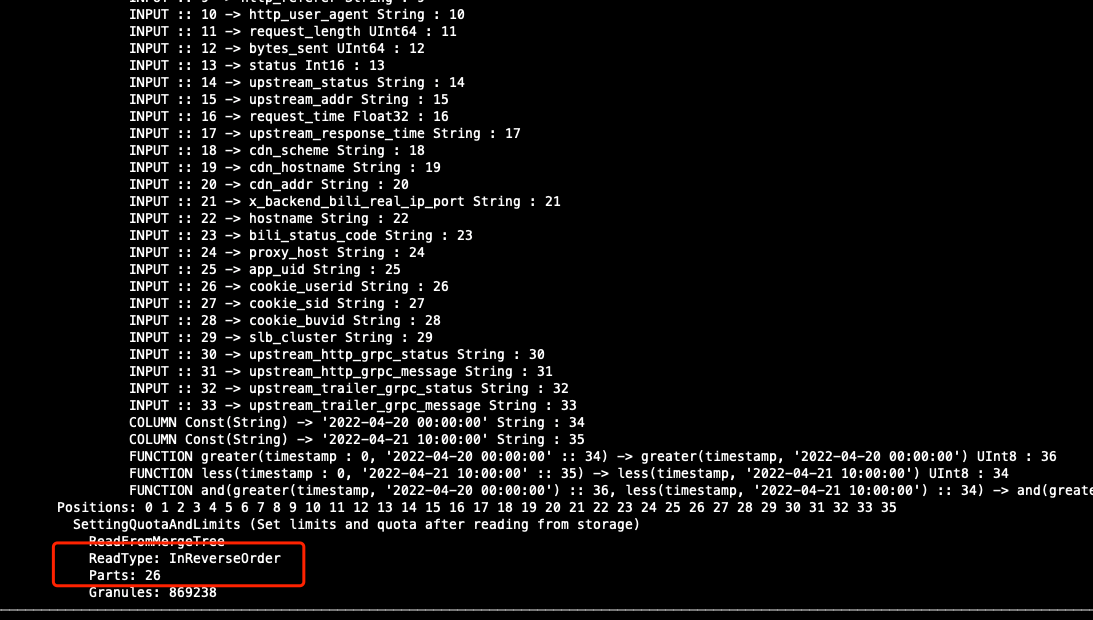 INPUT :: 9 -> http_referer String : 9
INPUT :: 10 -> http_user_agent String : 10
INPUT :: 11 -> request_length UInt64 : 11
INPUT :: 12 -> bytes_sent UInt64 : 12
INPUT :: 13 -> status Int16 : 13
INPUT :: 14 -> upstream_status String : 14
INPUT :: 15 -> upstream_addr String : 15
INPUT :: 16 -> request_time Float32 : 16
INPUT :: 17 -> upstream_response_time String : 17
INPUT :: 18 -> cdn_scheme String : 18
INPUT :: 19 -> cdn_hostname String : 19
INPUT :: 20 -> cdn_addr String : 20
INPUT :: 21 -> x_backend_bili_real_ip_port String : 21
INPUT :: 22 -> hostname String : 22
INPUT :: 23 -> bili_status_code String : 23
INPUT :: 24 -> proxy_host String : 24
INPUT :: 25 -> app_uid String : 25
INPUT :: 26 -> cookie_userid String : 26
INPUT :: 27 -> cookie_sid String : 27
INPUT :: 28 -> cookie_buvid String : 28
INPUT :: 29 -> slb_cluster String : 29
INPUT :: 30 -> upstream_http_grpc_status String : 30
INPUT :: 31 -> upstream_http_grpc_message String : 31
INPUT :: 32 -> upstream_trailer_grpc_status String : 32
INPUT :: 33 -> upstream_trailer_grpc_message String : 33
COLUMN Const(String) -> '2022-04-20 00:00:00' String : 34
COLUMN Const(String) -> '2022-04-21 10:00:00' String : 35
FUNCTION greater(timestamp : 0, '2022-04-20 00:00:00' :: 34) -> greater(timestamp, '2022-04-20 00:00:00') UInt8 : 36
FUNCTION less(timestamp : 0, '2022-04-21 10:00:00' :: 35) -> less(timestamp, '2022-04-21 10:00:00') UInt8 : 34
FUNCTION and(greater(timestamp, '2022-04-20 00:00:00') :: 36, less(timestamp, '2022-04-21 10:00:00') :: 34) -> and(greate
Positions: 0 1 2 3 4 5 6 7 8 9 10 11 12 13 14 15 16 17 18 19 20 21 22 23 24 25 26 27 28 29 30 31 32 33 35
SettingQuotaAndLimits (Set limits and quota after reading from storage)
ReadFromMergeTree
ReadType: InReverseOrder
Parts: 26
Granules: 869238